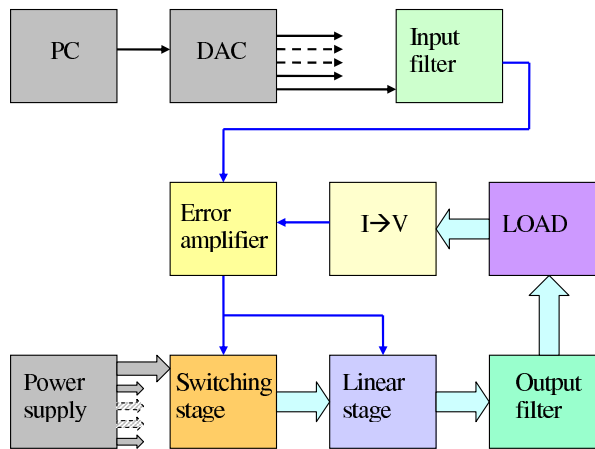 PC
DAC
Input
filter
Error
amplifier
I→V
LOAD
Power
supply
Switching
stage
Linear
stage
Output
filter